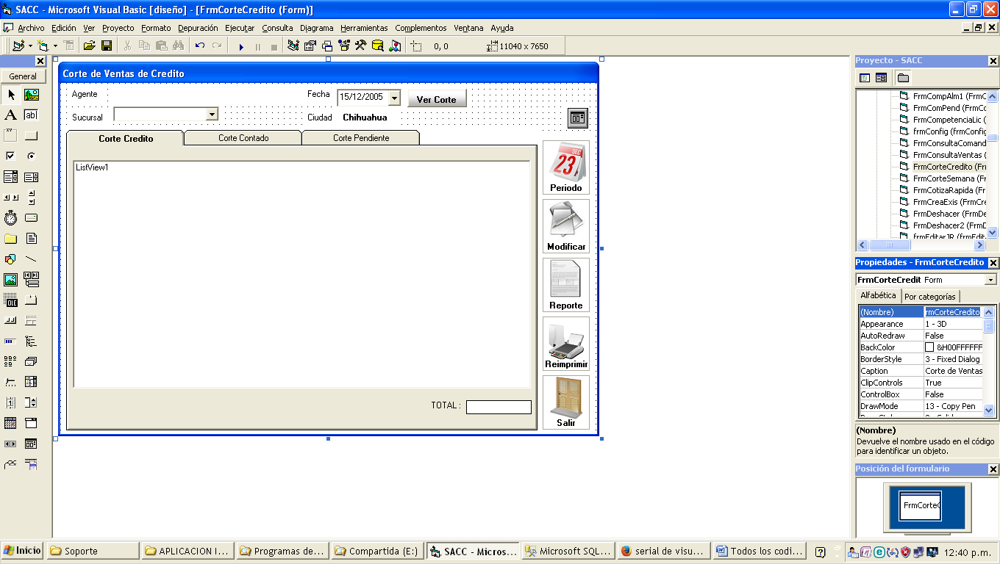 SACC - Microsoft Visual Basic [diseño] - [FrmCorteCredito (Form)]
Archivo Edición Ver Proyecto Formato Depuración Ejecutar Consulta Diagrama Herramientas Complementos Ventana Ayuda
0, 0 11040 x 7650
General
A ab|
xy
OLE
Corte de Ventas de Credito
Agente Fecha 15/12/2005 Ver Corte
Sucursal Ciudad Chihuahua
Corte Credito Corte Contado Corte Pendiente
ListView1
TOTAL :
DEC
23
Periodo
Modificar
Reporte
Reimprimir
Salir
Proyecto - SACC
FrmCompAlm1 (FrmC
FrmComPend (FrmCo
FrmCompetenciaLic (
frmConfig (frmConfig
FrmConsultaComand
FrmConsultaVentas (
FrmCorteCredito (Frm
FrmCorteSemana (Fr
FrmCotizaRapida (Fr
FrmCreaExis (FrmCre
FrmDeshacer (FrmDe
FrmDeshacer2 (FrmD
frmEditarJR (frmEdit
Propiedades - FrmCorteCredito
FrmCorteCredit Form
Alfabética Por categorías
(Nombre) rmCorteCredito
Appearance 1 - 3D
AutoRedraw False
BackColor &H00FFFFFF
BorderStyle 3 - Fixed Dialog
Caption Corte de Ventas
ClipControls True
ControlBox False
DrawMode 13 - Copy Pen
(Nombre)
Devuelve el nombre usado en el código
para identificar un objeto.
Posición del formulario
FrmCorteC
Inicio Soporte APLICACION I... Programas de... Compartida (E:) SACC - Micros... Microsoft SQL... serial de visu... Todos los codi... 12:40 p.m.